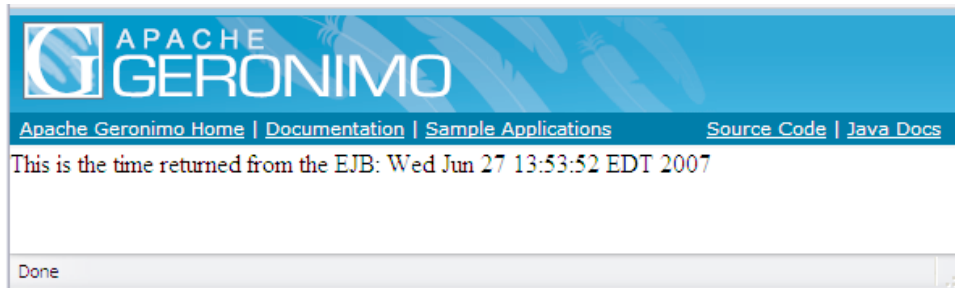 G APACHE
GERONIMO
Apache Geronimo Home | Documentation | Sample Applications Source Code | Java Docs
This is the time returned from the EJB: Wed Jun 27 13:53:52 EDT 2007
Done